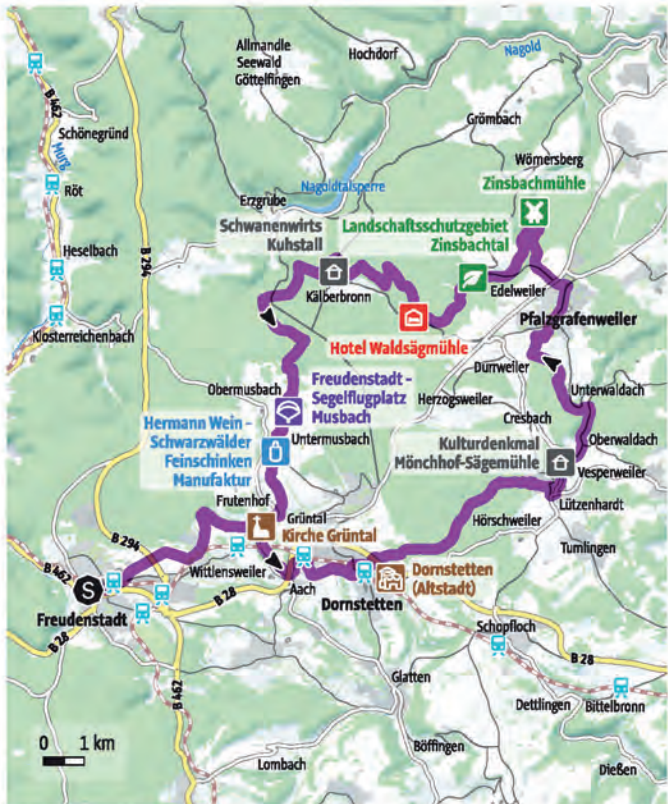 Allmandle
Seewald
Göttelfingen
Hochdorf
Nagold
B 462
Schönegründ
Murg
Grömbach
Wörnersberg
Röt
Erzgrube
Nagoldtalsperre
Zinsbachmühle
Schwanenwirts
Kuhstall
Landschaftsschutzgebiet
Zinsbachtal
Heselbach
B 294
Kälberbronn
Edelweiler
Pfalzgrafenweiler
Klosterreichenbach
Hotel Waldsägmühle
Durrweiler
Obermusbach
Freudenstadt -
Segelflugplatz
Musbach
Herzogsweiler
Unterwaldach
Cresbach
Hermann Wein -
Schwarzwälder
Feinschinken
Manufaktur
Untermusbach
Oberwaldach
Kulturdenkmal
Mönchhof-Sägemühle
Vesperweiler
Lützenhardt
Frutenhof
Grüntal
Kirche Grüntal
Hörschweiler
Tumlingen
B 294
B 462
Wittlensweiler
S
Freudenstadt
B 28
B 28
Aach
Dornstetten
Dornstetten
(Altstadt)
Schopfloch
B 28
B 462
Glatten
Dettlingen
Bittelbronn
0 1 km
Lombach
Böffingen
Dießen